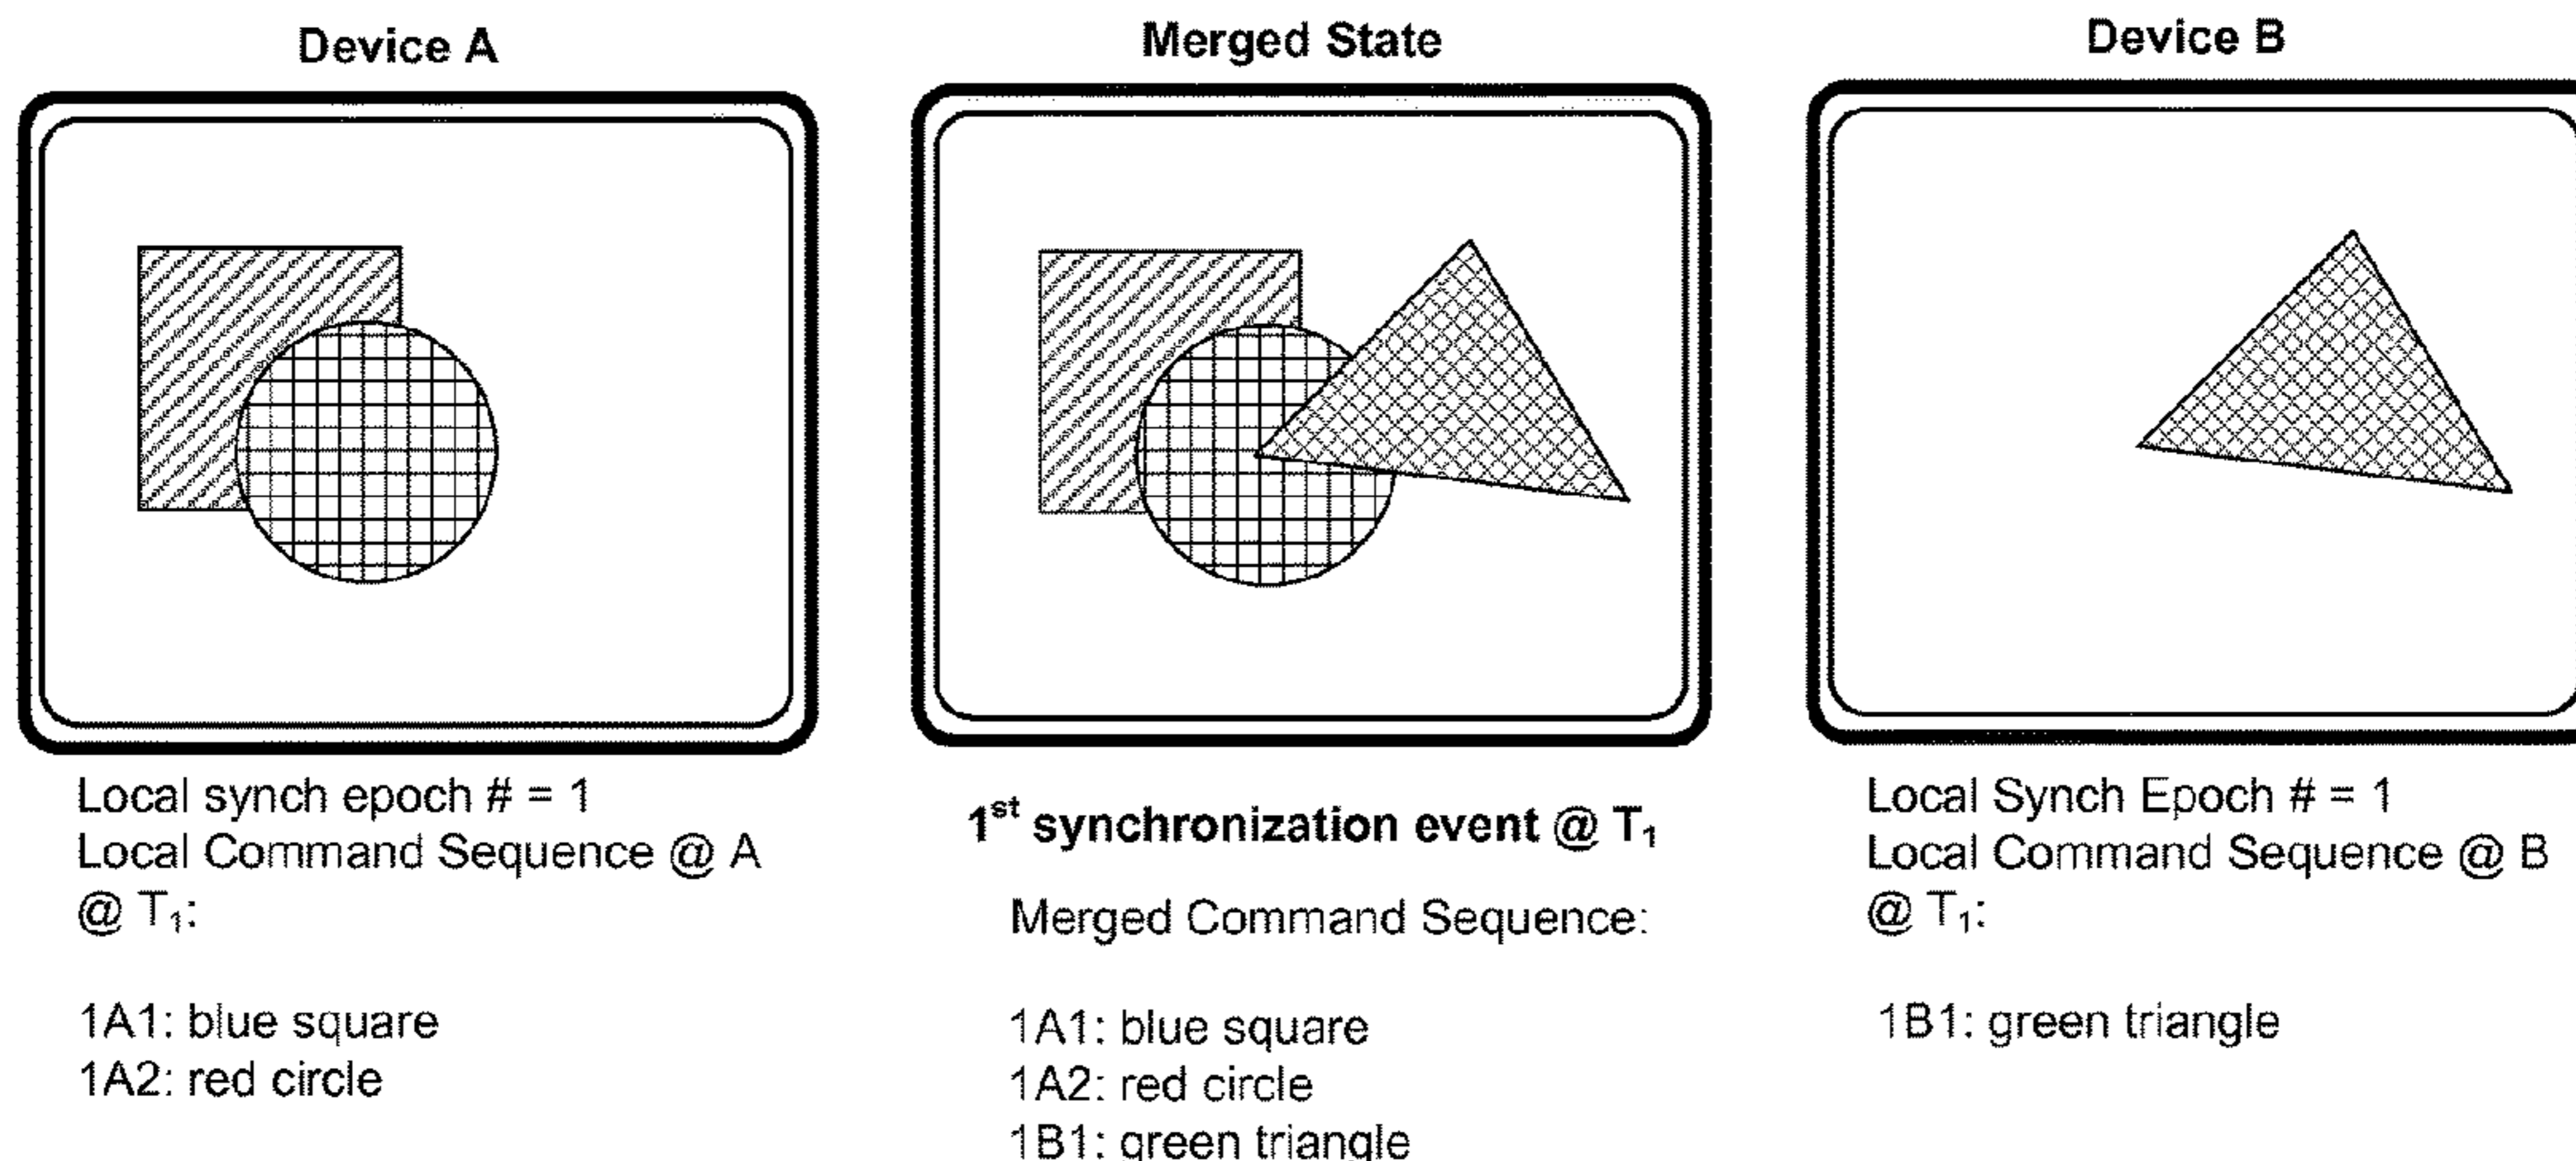 Device A
Local synch epoch # = 1
Local Command Sequence @ A
@ T₁:
1A1: blue square
1A2: red circle
Merged State
1st synchronization event @ T₁
Merged Command Sequence:
1A1: blue square
1A2: red circle
1B1: green triangle
Device B
Local Synch Epoch # = 1
Local Command Sequence @ B
@ T₁:
1B1: green triangle